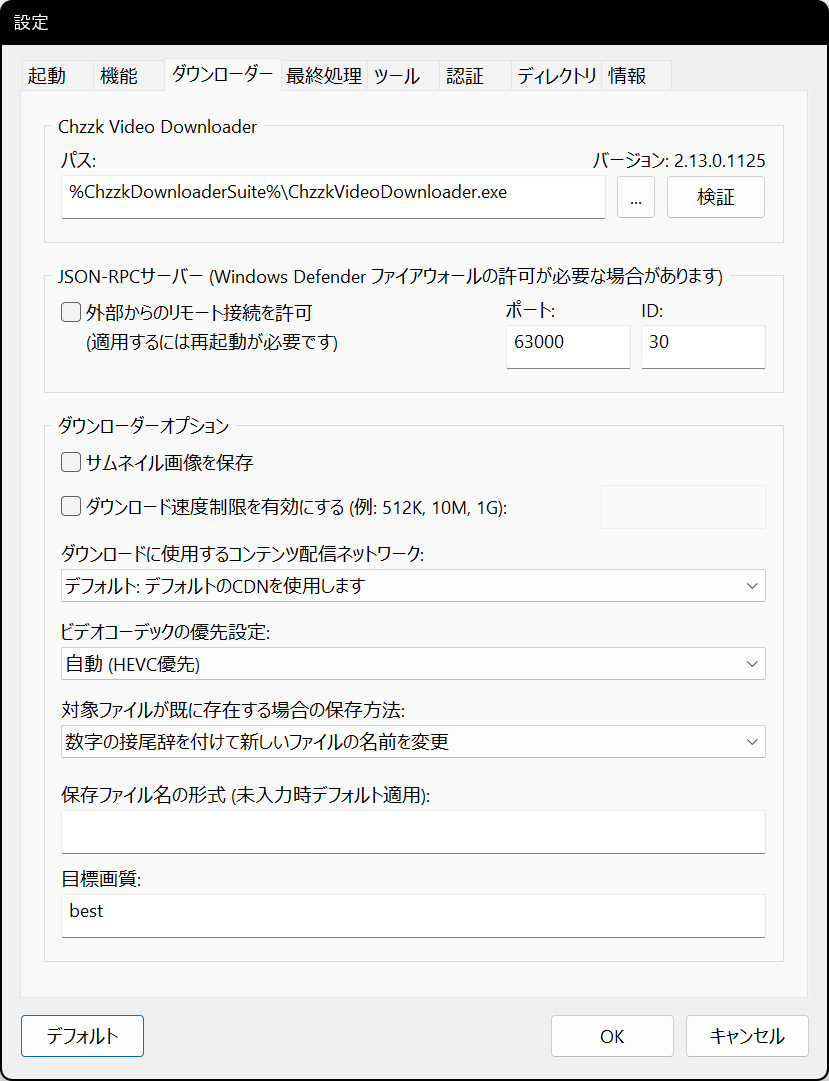 設定
起動 機能 ダウンローダー 最終処理 ツール 認証 ディレクトリ 情報
Chzzk Video Downloader
パス: バージョン: 2.13.0.1125
%ChzzkDownloaderSuite%\ChzzkVideoDownloader.exe ... 検証
JSON-RPCサーバー (Windows Defender ファイアウォールの許可が必要な場合があります)
外部からのリモート接続を許可 ポート: ID:
(適用するには再起動が必要です) 63000 30
ダウンローダーオプション
サムネイル画像を保存
ダウンロード速度制限を有効にする (例: 512K, 10M, 1G):
ダウンロードに使用するコンテンツ配信ネットワーク:
デフォルト: デフォルトのCDNを使用します
ビデオコーデックの優先設定:
自動 (HEVC優先)
対象ファイルが既に存在する場合の保存方法:
数字の接尾辞を付けて新しいファイルの名前を変更
保存ファイル名の形式 (未入力時デフォルト適用):
目標画質:
best
デフォルト OK キャンセル